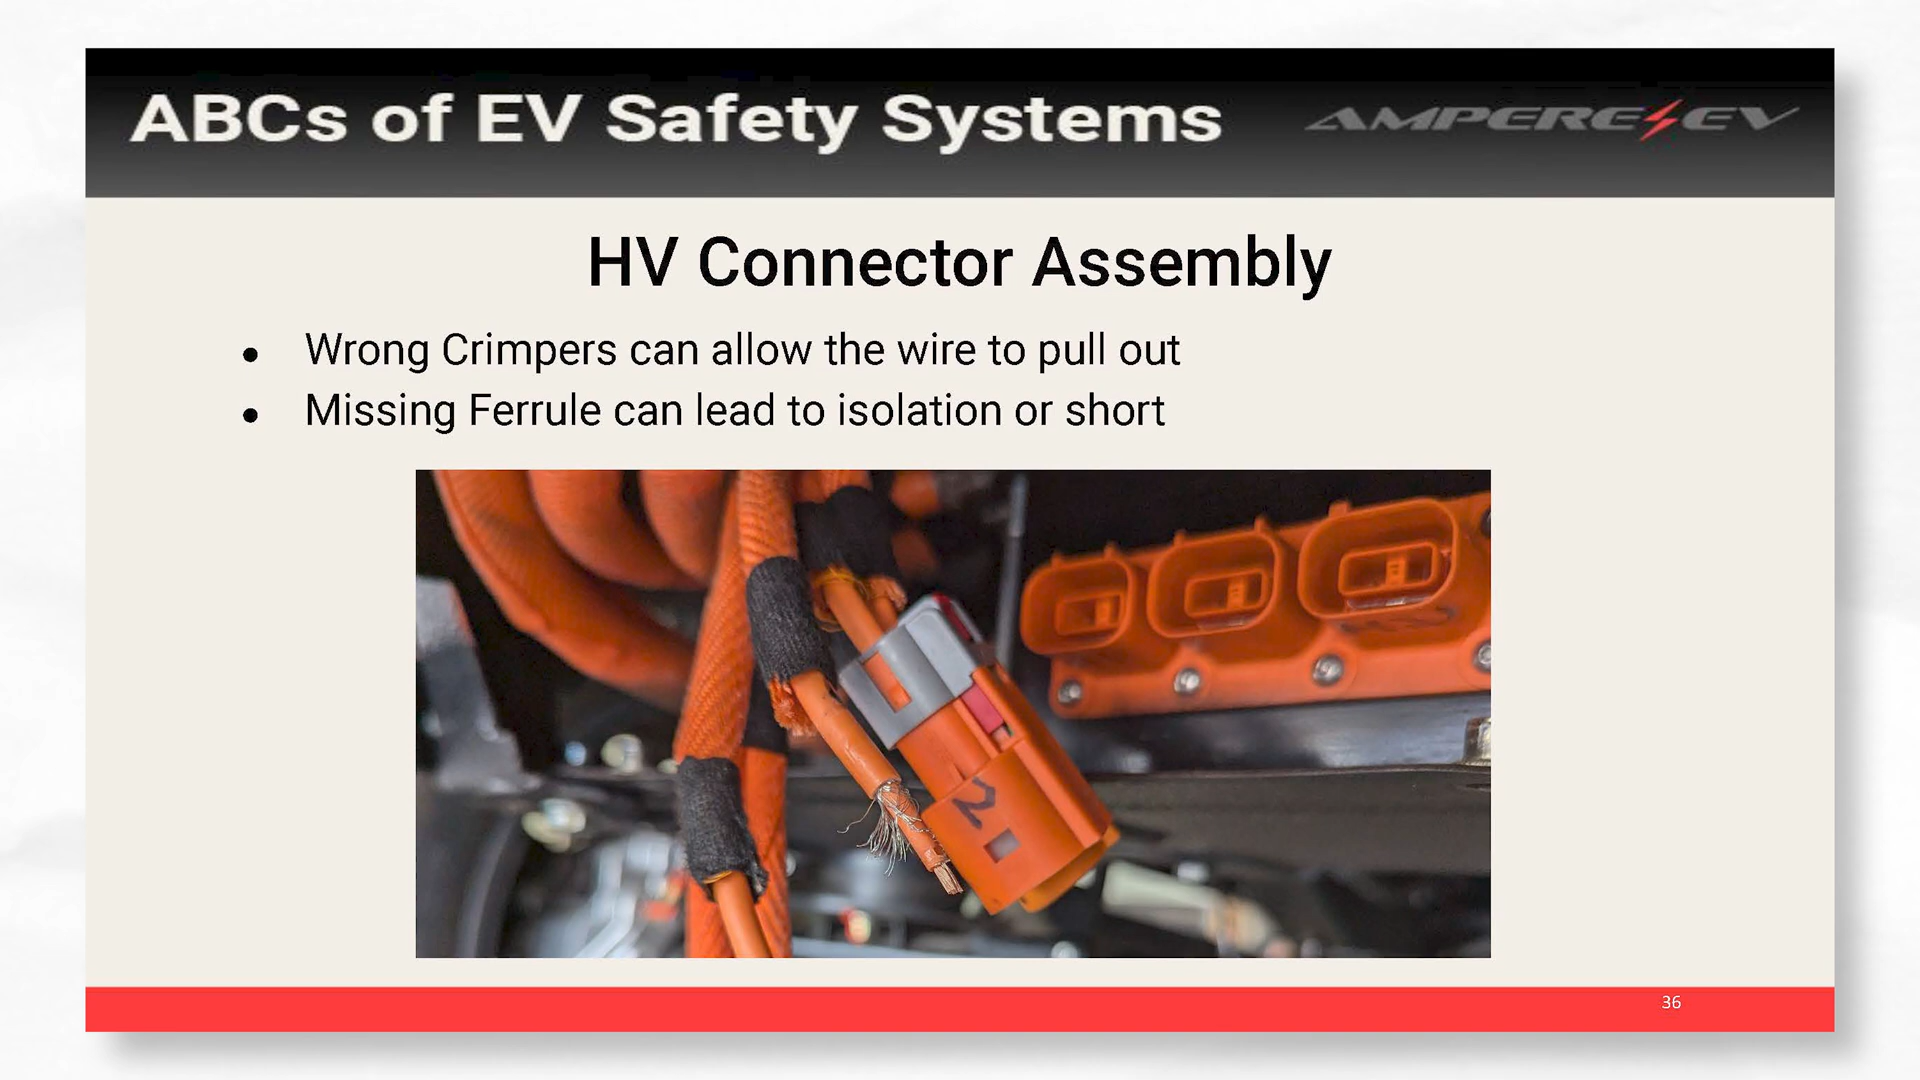 ABCs of EV Safety Systems
AMPERE EV
HV Connector Assembly
• Wrong Crimpers can allow the wire to pull out
• Missing Ferrule can lead to isolation or short
2
36